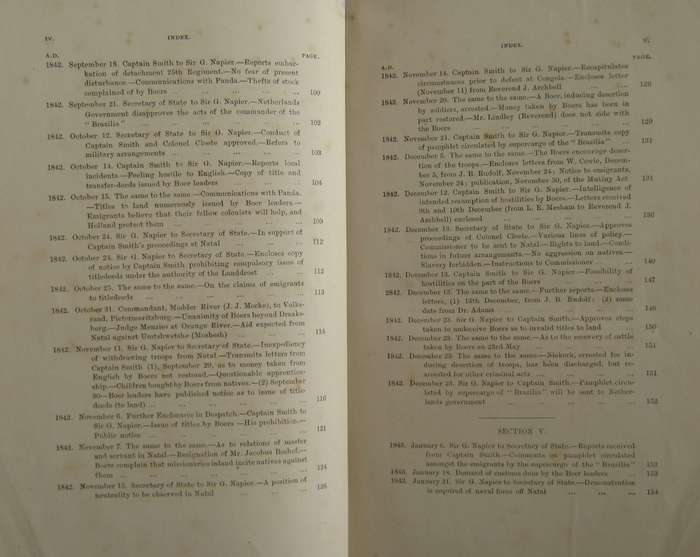 iv.
INDEX.
A.D.
PAGE.
1842. September 18. Captain Smith to Sir G. Napier.—Reports embar-
kation of detachment 25th Regiment.—No fear of present
disturbance.—Communications with Panda.—Thefts of stock
complained of by Boers ... ... ... ... ... 100
1842. September 21. Secretary of State to Sir G. Napier.—Netherlands
Government disapproves the acts of the commander of the
"Brazilia" ... ... ... ... ... 102
1842. October 12. Secretary of State to Sir G. Napier.—Conduct of
Captain Smith and Colonel Cloete approved.—Refers to
military arrangements ... ... ... ... 103
1842. October 14. Captain Smith to Sir G. Napier.—Reports local
incidents.—Feeling hostile to English.—Copy of title and
transfer-deeds issued by Boer leaders ... ... 104
1842. October 15. The same to the same.—Communications with Panda.
—Titles to land numerously issued by Boer leaders.—
Emigrants believe that their fellow colonists will help, and
Holland protect them ... ... ... ... 109
1842. October 24. Sir G. Napier to Secretary of State.—In support of
Captain Smith's proceedings at Natal ... ... 112
1842. October 24. Sir G. Napier to Secretary of State.—Encloses copy
of notice by Captain Smith prohibiting compulsory issue of
titledeeds under the authority of the Landdrost ... ... 112
1842. October 25. The same to the same.—On the claims of emigrants
to titledeeds ... ... ... ... ... 113
1842. October 31. Commandant, Modder River (J. J. Mocke), to Volks-
raad, Pietermaritzburg.—Unanimity of Boers beyond Draaks-
berg.—Judge Menzies at Orange River.—Aid expected from
Natal against Umtshwetshe (Moshesh) ... ... ... 115
1842. November 11. Sir G. Napier to Secretary of State.—Inexpediency
of withdrawing troops from Natal.—Transmits letters from
Captain Smith (1), September 29, as to money taken from
English by Boers not restored.—Questionable apprentice-
ship.—Children bought by Boers from natives.—(2) September
30—Boer leaders have published notice as to issue of title-
deeds (to land) ... ... ... ... ... 116
1842. November 6. Further Enclosures in Despatch.—Captain Smith to
Sir G. Napier.—Issue of titles by Boers.—His prohibition.—
Public notice ... ... ... ... ... 121
1842. November 7. The same to the same.—As to relations of master
and servant in Natal.—Resignation of Mr. Jacobus Boshof.—
Boers complain that missionaries inland incite natives against
them ... ... ... ... ... 124
1842. November 13. Secretary of State to Sir G. Napier.—A position of
neutrality to be observed in Natal ... ... ... 126
INDEX.
v.
A.D.
PAGE.
1842. November 14. Captain Smith to Sir G. Napier.—Recapitulates
circumstances prior to defeat at Congela.—Encloses letter
(November 11) from Reverend J. Archbell ... ... 126
1842. November 20. The same to the same.—A Boer, inducing desertion
by soldiers, arrested.—Money taken by Boers has been in
part restored.—Mr. Lindley (Reverend) does not side with
the Boers ... ... ... ... ... 129
1842. November 21. Captain Smith to Sir G. Napier.—Transmits copy
of pamphlet circulated by supercargo of the "Brazilia" ... 131
1842. December 5. The same to the same.—The Boers encourage deser-
tion of the troops.—Encloses letters from W. Cowie, Decem-
ber 5, from J. B. Rudolf, November 24; Notice to emigrants,
November 24; publication, November 30, of the Mutiny Act 131
1842. December 12. Captain Smith to Sir G. Napier.—Intelligence of
intended resumption of hostilities by Boers.—Letters received
9th and 10th December (from L. E. Mesham to Reverend J.
Archbell) enclosed ... ... ... ... 136
1842. December 13. Secretary of State to Sir G. Napier.—Approves
proceedings of Colonel Cloete.—Various lines of policy.—
Commissioner to be sent to Natal.—Rights to land.—Condi-
tions in future arrangements.—No aggression on natives.—
Slavery forbidden.—Instructions to Commissioner ... 140
1842. December 13. Captain Smith to Sir G. Napier.—Possibility of
hostilities on the part of the Boers ... ... ... 147
1842. December 13. The same to the same.—Further reports.—Encloses
letters, (1) 13th December, from J. B. Rudolf; (2) same
date from Dr. Adams ... ... ... ... 148
1842. December 23. Sir G. Napier to Captain Smith.—Approves steps
taken to undeceive Boers as to invalid titles to land ... 150
1842. December 23. The same to the same.—As to the recovery of cattle
taken by Boers on 23rd May ... ... ... 151
1842. December 23. The same to the same.—Niekerk, arrested for in-
ducing desertion of troops, has been discharged, but re-
arrested for other criminal acts ... ... ... 151
1842. December 23. Sir G. Napier to Captain Smith.—Pamphlet circu-
lated by supercargo of "Brazilia" will be sent to Nether-
lands government ... ... ... ... 152
SECTION V.
1843. January 6. Sir G. Napier to Secretary of State.—Reports received
from Captain Smith—Comments on pamphlet circulated
amongst the emigrants by the supercargo of the "Brazilia" 153
1843. January 18. Demand of customs dues by the Boer leaders ... 153
1843. January 21. Sir G. Napier to Secretary of State.—Demonstration
is required of naval force off Natal ... ... ... 154